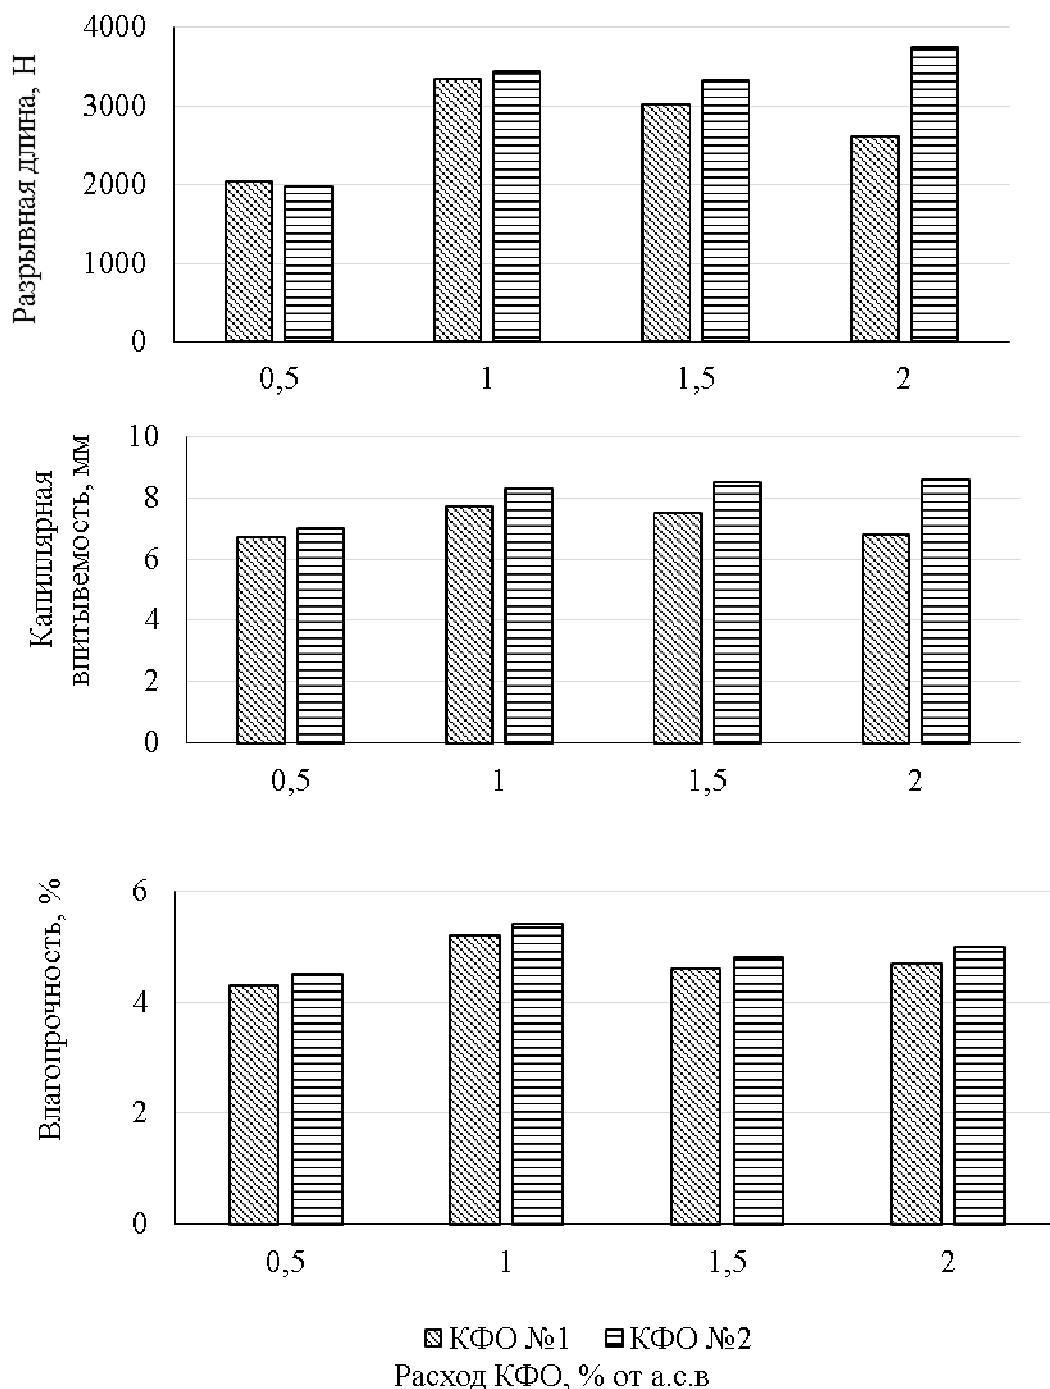 Разрывная длина, Н
4000
3000
2000
1000
0
0,5 1 1,5 2
Капиллярная
впитывемость, мм
10
8
6
4
2
0
0,5 1 1,5 2
Влагопрочность, %
6
4
2
0
0,5 1 1,5 2
КФО №1 КФО №2
Расход КФО, % от а.с.в